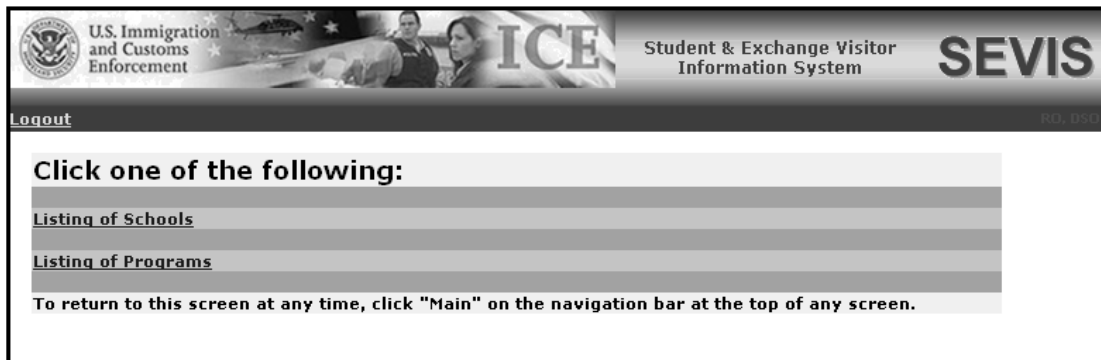 U.S. Immigration
and Customs
Enforcement
ICE
Student & Exchange Visitor
Information System
SEVIS
Logout
RO, DSO
Click one of the following:
Listing of Schools
Listing of Programs
To return to this screen at any time, click "Main" on the navigation bar at the top of any screen.